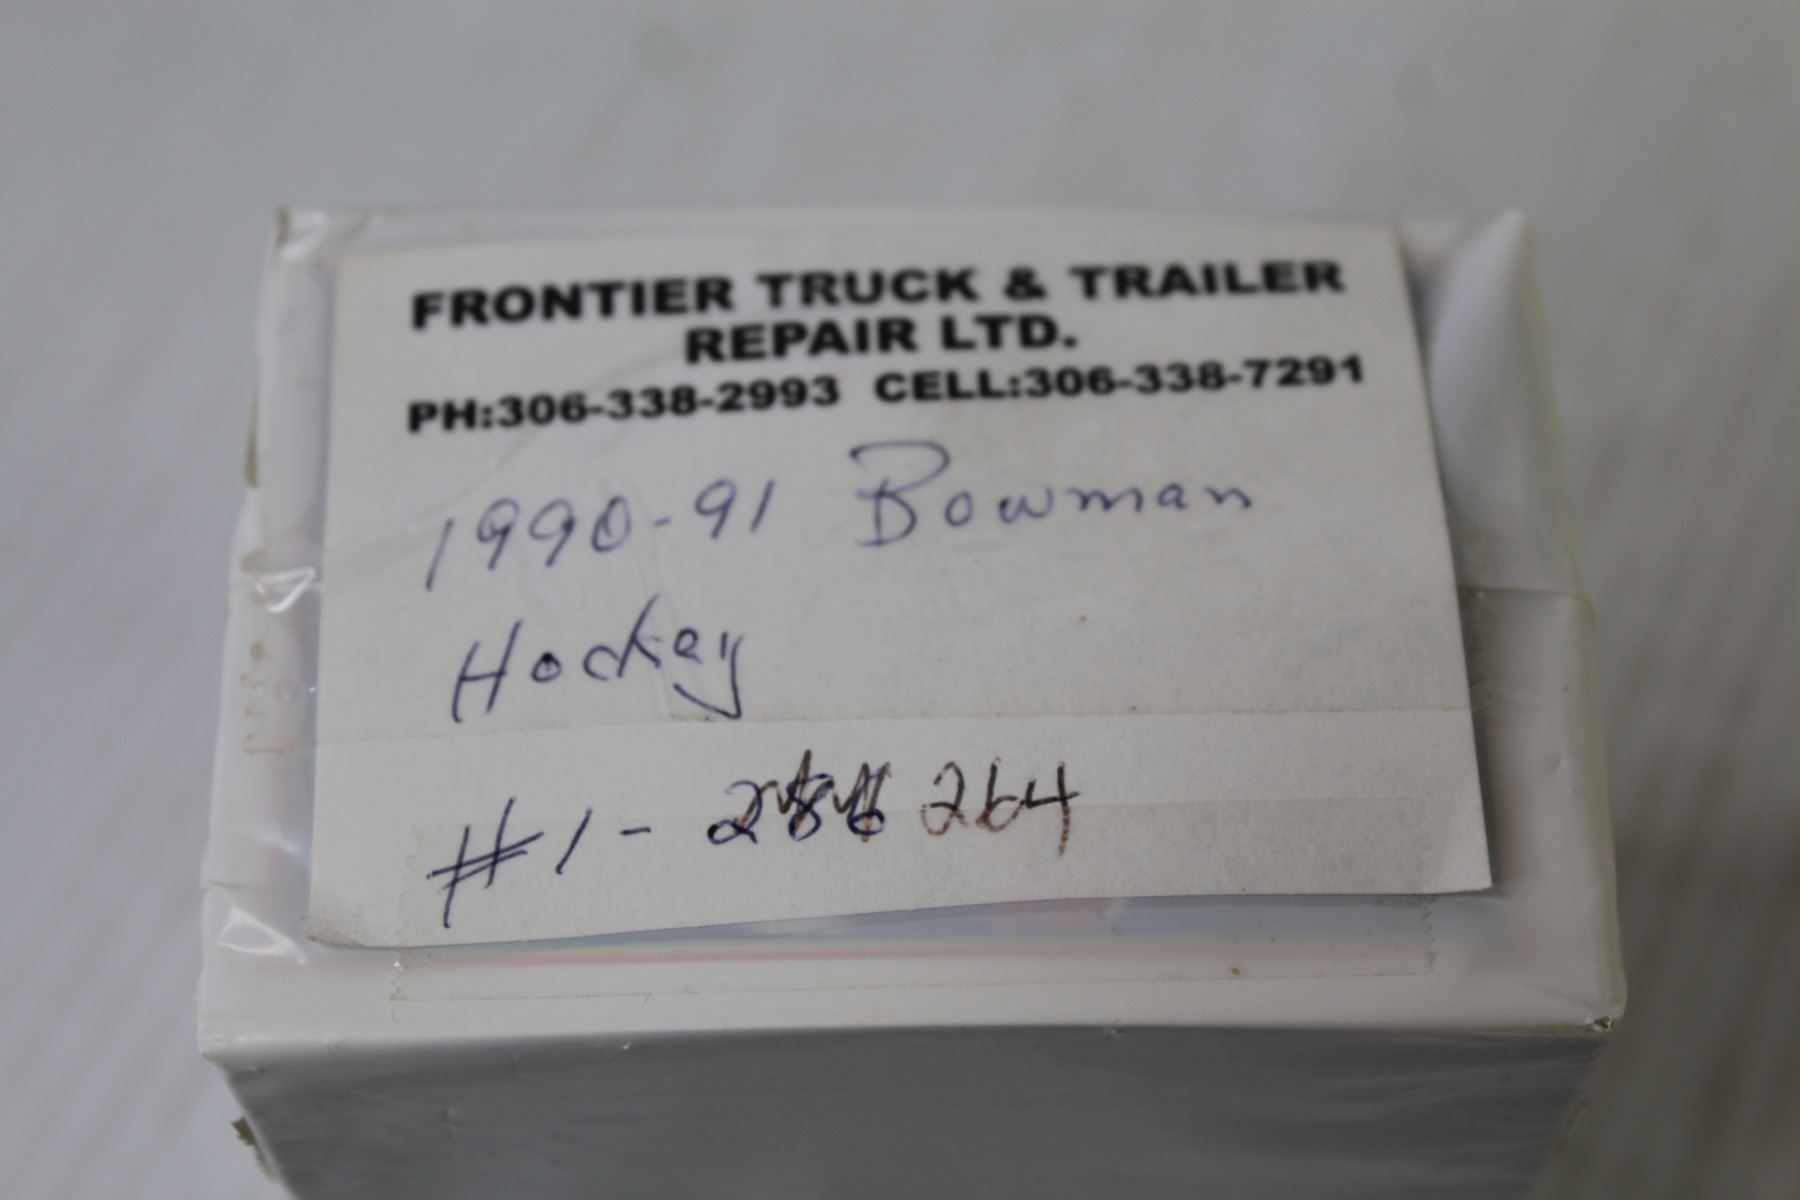 FRONTIER TRUCK & TRAILER
REPAIR LTD.
PH:306-338-2993 CELL:306-338-7291
1990-91 Bowman
Hockey
#1-286 264